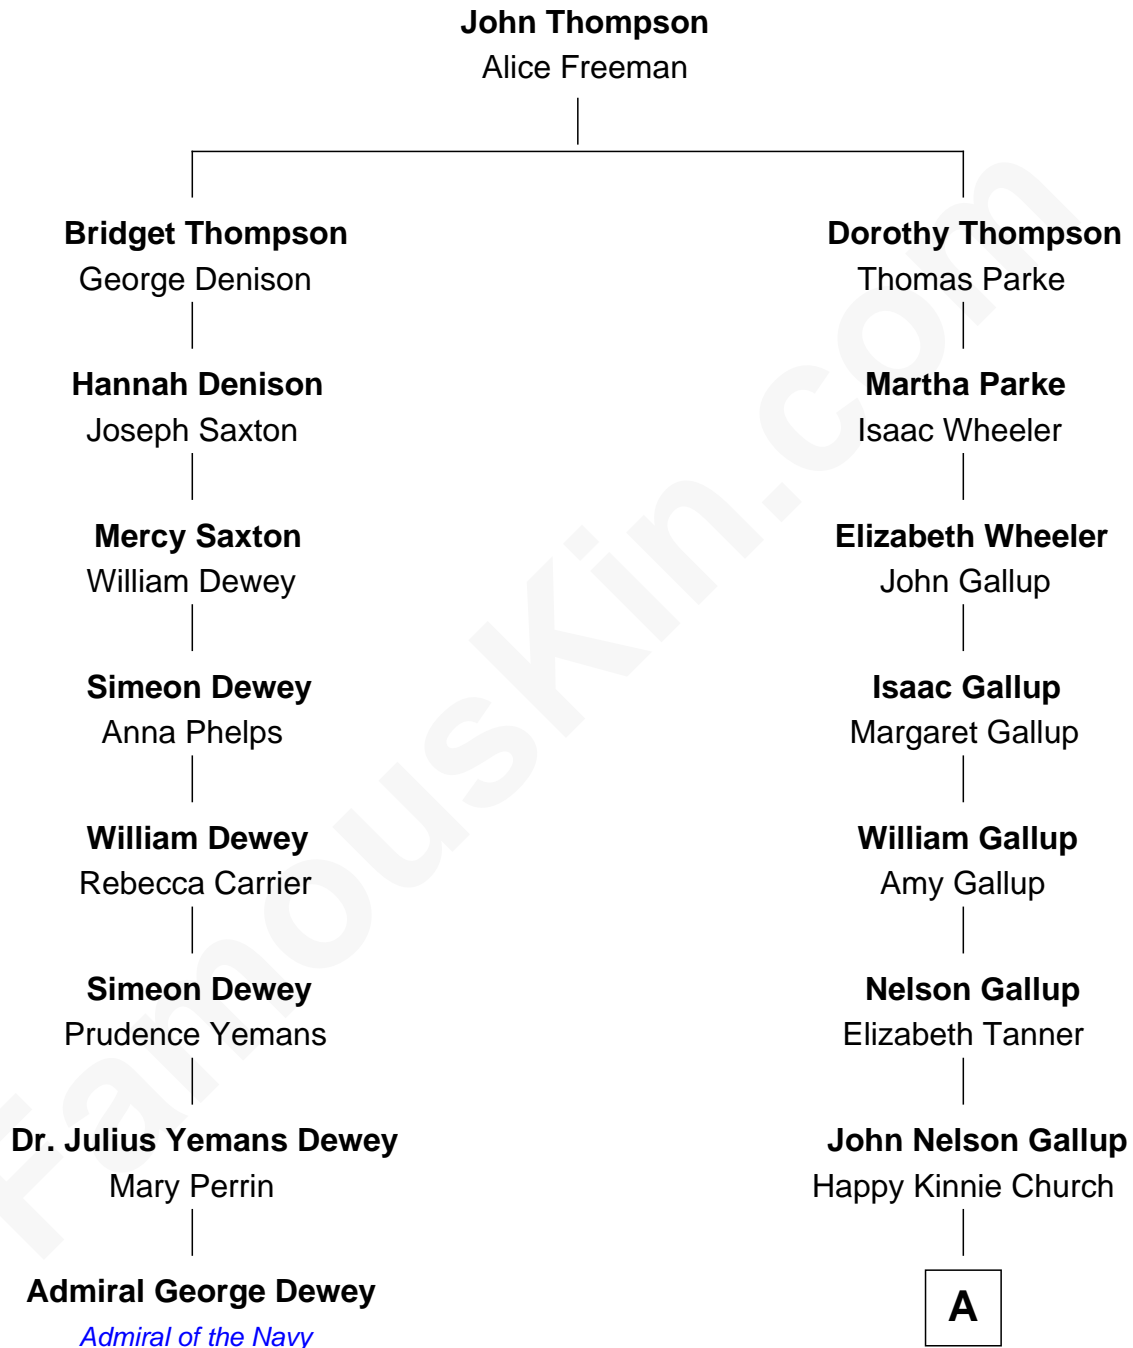 John Thompson
Alice Freeman
Bridget Thompson
George Denison
Hannah Denison
Joseph Saxton
Mercy Saxton
William Dewey
Simeon Dewey
Anna Phelps
William Dewey
Rebecca Carrier
Simeon Dewey
Prudence Yemans
Dr. Julius Yemans Dewey
Mary Perrin
Admiral George Dewey
Admiral of the Navy
Dorothy Thompson
Thomas Parke
Martha Parke
Isaac Wheeler
Elizabeth Wheeler
John Gallup
Isaac Gallup
Margaret Gallup
William Gallup
Amy Gallup
Nelson Gallup
Elizabeth Tanner
John Nelson Gallup
Happy Kinnie Church
A
FamousKin.com